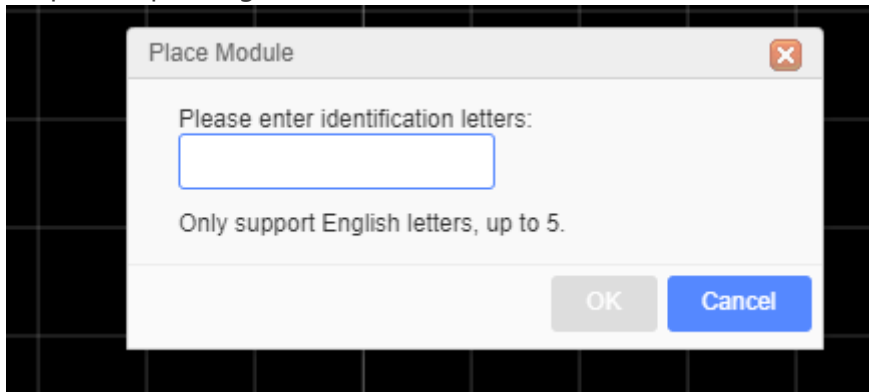 Place Module
Please enter identification letters:
Only support English letters, up to 5.
OK
Cancel